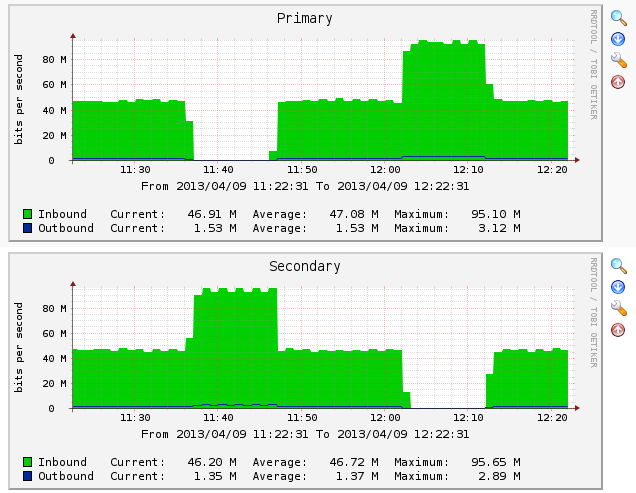 Primary
RRDTOOL / TOBI OETIKER
bits per second
80 M
60 M
40 M
20 M
0
11:30 11:40 11:50 12:00 12:10 12:20
From 2013/04/09 11:22:31 To 2013/04/09 12:22:31
Inbound Current: 46.91 M Average: 47.08 M Maximum: 95.10 M
Outbound Current: 1.53 M Average: 1.53 M Maximum: 3.12 M
Secondary
RRDTOOL / TOBI OETIKER
bits per second
80 M
60 M
40 M
20 M
0
11:30 11:40 11:50 12:00 12:10 12:20
From 2013/04/09 11:22:31 To 2013/04/09 12:22:31
Inbound Current: 46.20 M Average: 46.72 M Maximum: 95.65 M
Outbound Current: 1.35 M Average: 1.37 M Maximum: 2.89 M